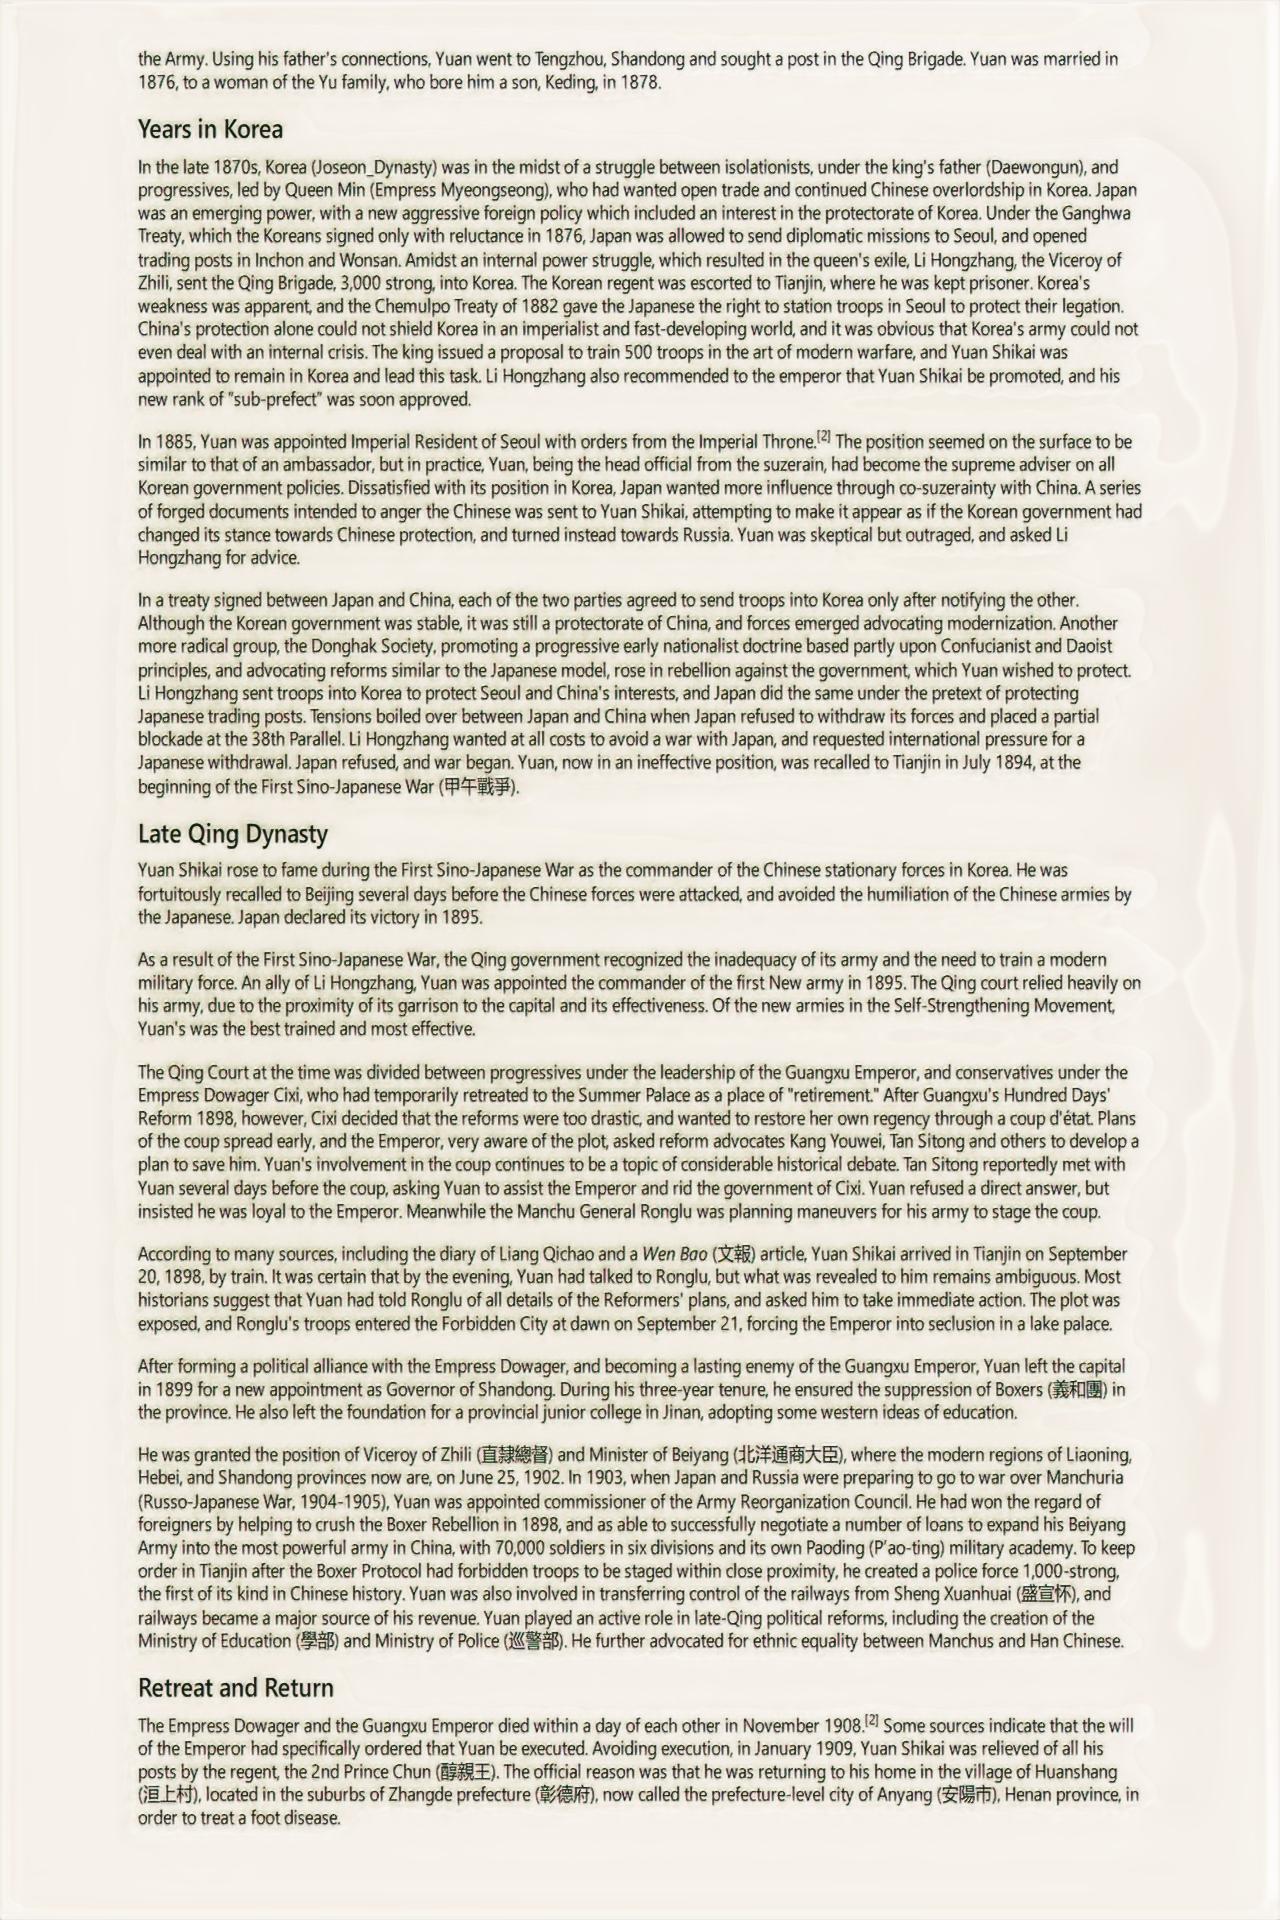 the Army. Using his father's connections, Yuan went to Tengzhou, Shandong and sought a post in the Qing Brigade. Yuan was married in
1876, to a woman of the Yu family, who bore him a son, Keding, in 1878.
Years in Korea
In the late 1870s, Korea (Joseon_Dynasty) was in the midst of a struggle between isolationists, under the king's father (Daewongun), and
progressives, led by Queen Min (Empress Myeongseong), who had wanted open trade and continued Chinese overlordship in Korea. Japan
was an emerging power, with a new aggressive foreign policy which included an interest in the protectorate of Korea. Under the Ganghwa
Treaty, which the Koreans signed only with reluctance in 1876, Japan was allowed to send diplomatic missions to Seoul, and opened
trading posts in Inchon and Wonsan. Amidst an internal power struggle, which resulted in the queen's exile, Li Hongzhang, the Viceroy of
Zhili, sent the Qing Brigade, 3,000 strong, into Korea. The Korean regent was escorted to Tianjin, where he was kept prisoner. Korea's
weakness was apparent, and the Chemulpo Treaty of 1882 gave the Japanese the right to station troops in Seoul to protect their legation.
China's protection alone could not shield Korea in an imperialist and fast-developing world, and it was obvious that Korea's army could not
even deal with an internal crisis. The king issued a proposal to train 500 troops in the art of modern warfare, and Yuan Shikai was
appointed to remain in Korea and lead this task. Li Hongzhang also recommended to the emperor that Yuan Shikai be promoted, and his
new rank of "sub-prefect" was soon approved.
In 1885, Yuan was appointed Imperial Resident of Seoul with orders from the Imperial Throne.[2] The position seemed on the surface to be
similar to that of an ambassador, but in practice, Yuan, being the head official from the suzerain, had become the supreme adviser on all
Korean government policies. Dissatisfied with its position in Korea, Japan wanted more influence through co-suzerainty with China. A series
of forged documents intended to anger the Chinese was sent to Yuan Shikai, attempting to make it appear as if the Korean government had
changed its stance towards Chinese protection, and turned instead towards Russia. Yuan was skeptical but outraged, and asked Li
Hongzhang for advice.
In a treaty signed between Japan and China, each of the two parties agreed to send troops into Korea only after notifying the other.
Although the Korean government was stable, it was still a protectorate of China, and forces emerged advocating modernization. Another
more radical group, the Donghak Society, promoting a progressive early nationalist doctrine based partly upon Confucianist and Daoist
principles, and advocating reforms similar to the Japanese model, rose in rebellion against the government, which Yuan wished to protect.
Li Hongzhang sent troops into Korea to protect Seoul and China's interests, and Japan did the same under the pretext of protecting
Japanese trading posts. Tensions boiled over between Japan and China when Japan refused to withdraw its forces and placed a partial
blockade at the 38th Parallel. Li Hongzhang wanted at all costs to avoid a war with Japan, and requested international pressure for a
Japanese withdrawal. Japan refused, and war began. Yuan, now in an ineffective position, was recalled to Tianjin in July 1894, at the
beginning of the First Sino-Japanese War (甲午戰爭).
Late Qing Dynasty
Yuan Shikai rose to fame during the First Sino-Japanese War as the commander of the Chinese stationary forces in Korea. He was
fortuitously recalled to Beijing several days before the Chinese forces were attacked, and avoided the humiliation of the Chinese armies by
the Japanese. Japan declared its victory in 1895.
As a result of the First Sino-Japanese War, the Qing government recognized the inadequacy of its army and the need to train a modern
military force. An ally of Li Hongzhang, Yuan was appointed the commander of the first New army in 1895. The Qing court relied heavily on
his army, due to the proximity of its garrison to the capital and its effectiveness. Of the new armies in the Self-Strengthening Movement,
Yuan's was the best trained and most effective.
The Qing Court at the time was divided between progressives under the leadership of the Guangxu Emperor, and conservatives under the
Empress Dowager Cixi, who had temporarily retreated to the Summer Palace as a place of "retirement." After Guangxu's Hundred Days'
Reform 1898, however, Cixi decided that the reforms were too drastic, and wanted to restore her own regency through a coup d'état. Plans
of the coup spread early, and the Emperor, very aware of the plot, asked reform advocates Kang Youwei, Tan Sitong and others to develop a
plan to save him. Yuan's involvement in the coup continues to be a topic of considerable historical debate. Tan Sitong reportedly met with
Yuan several days before the coup, asking Yuan to assist the Emperor and rid the government of Cixi. Yuan refused a direct answer, but
insisted he was loyal to the Emperor. Meanwhile the Manchu General Ronglu was planning maneuvers for his army to stage the coup.
According to many sources, including the diary of Liang Qichao and a Wen Bao (文報) article, Yuan Shikai arrived in Tianjin on September
20, 1898, by train. It was certain that by the evening, Yuan had talked to Ronglu, but what was revealed to him remains ambiguous. Most
historians suggest that Yuan had told Ronglu of all details of the Reformers' plans, and asked him to take immediate action. The plot was
exposed, and Ronglu's troops entered the Forbidden City at dawn on September 21, forcing the Emperor into seclusion in a lake palace.
After forming a political alliance with the Empress Dowager, and becoming a lasting enemy of the Guangxu Emperor, Yuan left the capital
in 1899 for a new appointment as Governor of Shandong. During his three-year tenure, he ensured the suppression of Boxers (義和團) in
the province. He also left the foundation for a provincial junior college in Jinan, adopting some western ideas of education.
He was granted the position of Viceroy of Zhili (直隸總督) and Minister of Beiyang (北洋通商大臣), where the modern regions of Liaoning,
Hebei, and Shandong provinces now are, on June 25, 1902. In 1903, when Japan and Russia were preparing to go to war over Manchuria
(Russo-Japanese War, 1904-1905), Yuan was appointed commissioner of the Army Reorganization Council. He had won the regard of
foreigners by helping to crush the Boxer Rebellion in 1898, and as able to successfully negotiate a number of loans to expand his Beiyang
Army into the most powerful army in China, with 70,000 soldiers in six divisions and its own Paoding (P'ao-ting) military academy. To keep
order in Tianjin after the Boxer Protocol had forbidden troops to be staged within close proximity, he created a police force 1,000-strong,
the first of its kind in Chinese history. Yuan was also involved in transferring control of the railways from Sheng Xuanhuai (盛宣怀), and
railways became a major source of his revenue. Yuan played an active role in late-Qing political reforms, including the creation of the
Ministry of Education (學部) and Ministry of Police (巡警部). He further advocated for ethnic equality between Manchus and Han Chinese.
Retreat and Return
The Empress Dowager and the Guangxu Emperor died within a day of each other in November 1908.[2] Some sources indicate that the will
of the Emperor had specifically ordered that Yuan be executed. Avoiding execution, in January 1909, Yuan Shikai was relieved of all his
posts by the regent, the 2nd Prince Chun (醇親王). The official reason was that he was returning to his home in the village of Huanshang
(洹上村), located in the suburbs of Zhangde prefecture (彰德府), now called the prefecture-level city of Anyang (安陽市), Henan province, in
order to treat a foot disease.